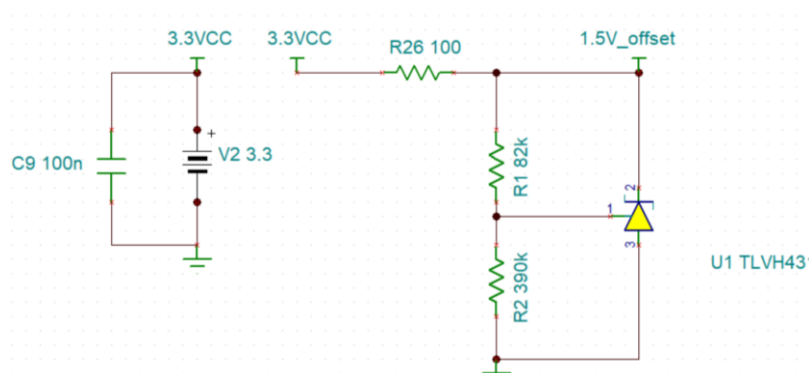 3.3VCC
3.3VCC
R26 100
1.5V_offset
+
C9 100n
V2 3.3
R1 82k
2
1
3
R2 390k
U1 TLVH431